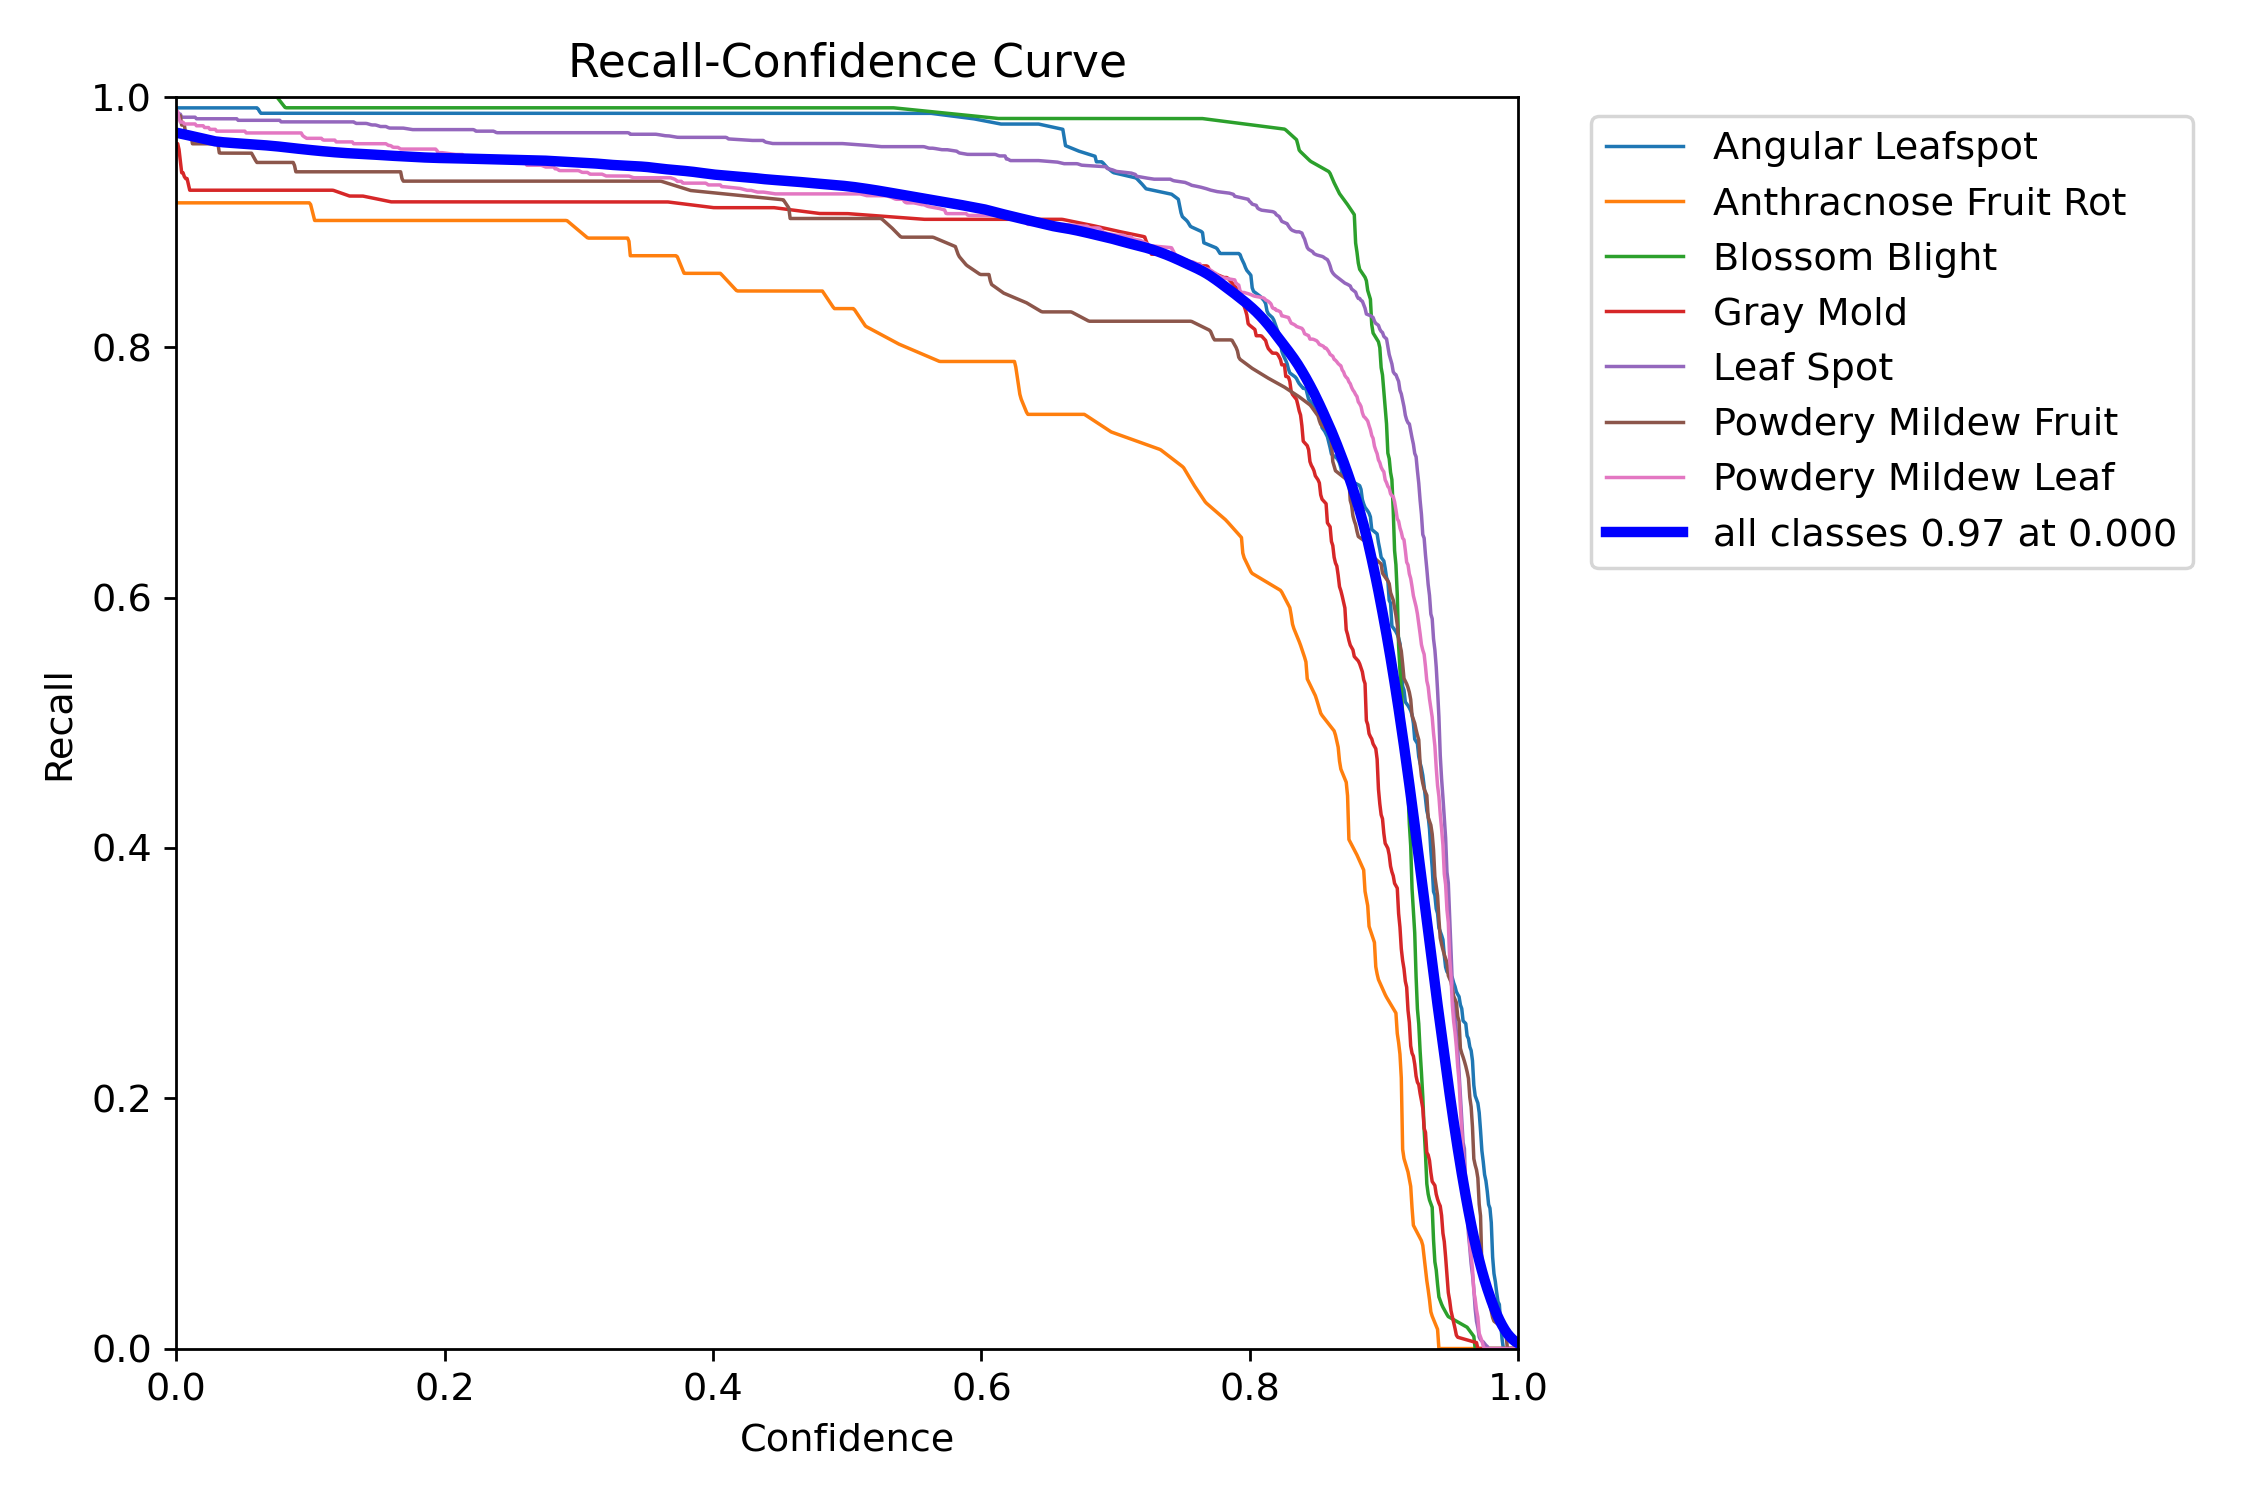 Recall-Confidence Curve
1.0
0.8
0.6
0.4
0.2
0.0
Recall
0.0 0.2 0.4 0.6 0.8 1.0
Confidence
Angular Leafspot
Anthracnose Fruit Rot
Blossom Blight
Gray Mold
Leaf Spot
Powdery Mildew Fruit
Powdery Mildew Leaf
all classes 0.97 at 0.000